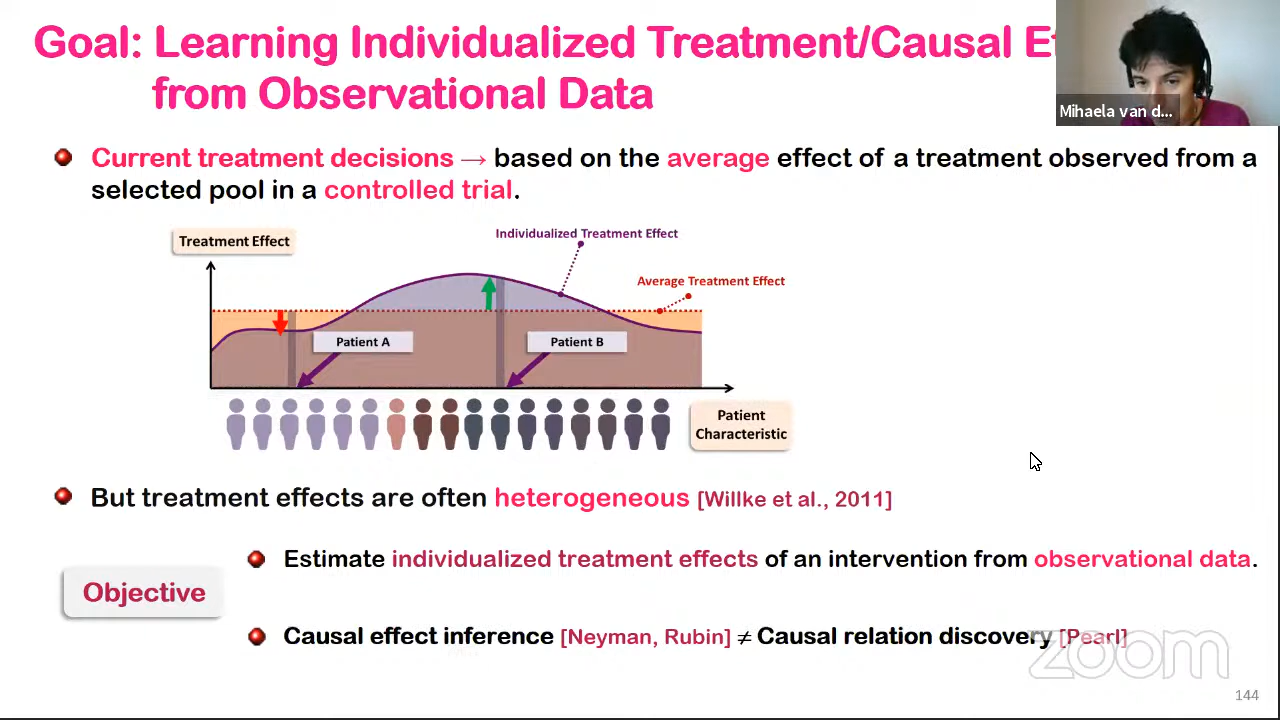 Goal: Learning Individualized Treatment/Causal
from Observational Data
Mihaela van d...
Current treatment decisions → based on the average effect of a treatment observed from a
selected pool in a controlled trial.
Treatment Effect
Individualized Treatment Effect
Average Treatment Effect
Patient A
Patient B
Patient
Characteristic
But treatment effects are often heterogeneous [Willke et al., 2011]
Objective
Estimate individualized treatment effects of an intervention from observational data.
Causal effect inference [Neyman, Rubin] ≠ Causal relation discovery [Pearl]
zoom
144